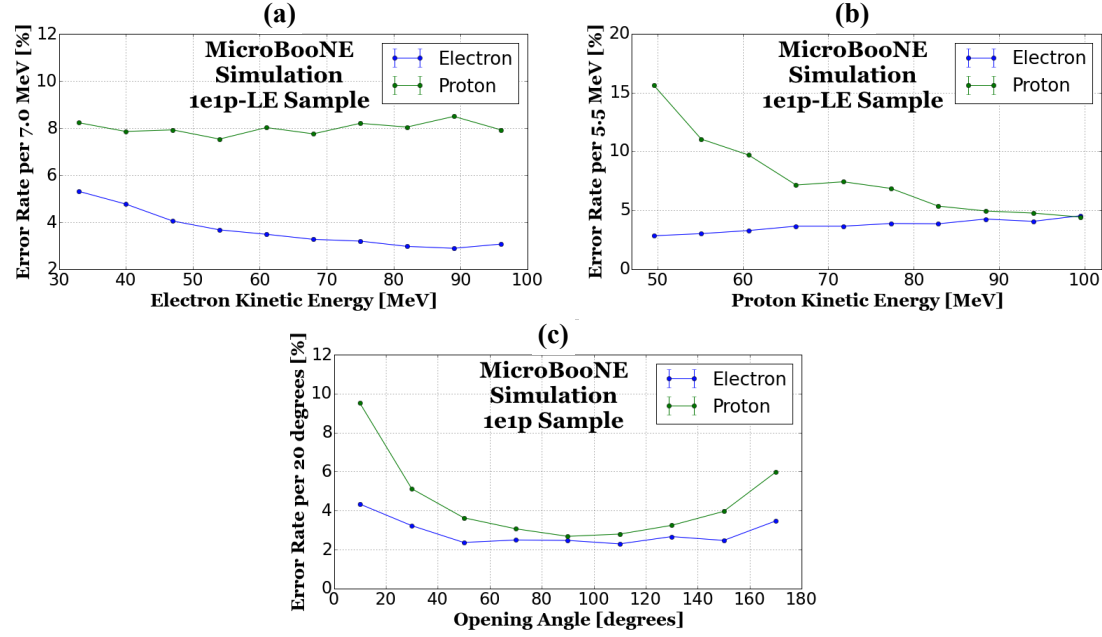 (a)
12
10
8
6
4
2
Error Rate per 7.0 MeV [%]
MicroBooNE
Simulation
1e1p-LE Sample
Electron
Proton
30 40 50 60 70 80 90 100
Electron Kinetic Energy [MeV]
(b)
20
15
10
5
0
Error Rate per 5.5 MeV [%]
MicroBooNE
Simulation
1e1p-LE Sample
Electron
Proton
50 60 70 80 90 100
Proton Kinetic Energy [MeV]
(c)
12
10
8
6
4
2
0
Error Rate per 20 degrees [%]
MicroBooNE
Simulation
1e1p Sample
Electron
Proton
0 20 40 60 80 100 120 140 160 180
Opening Angle [degrees]